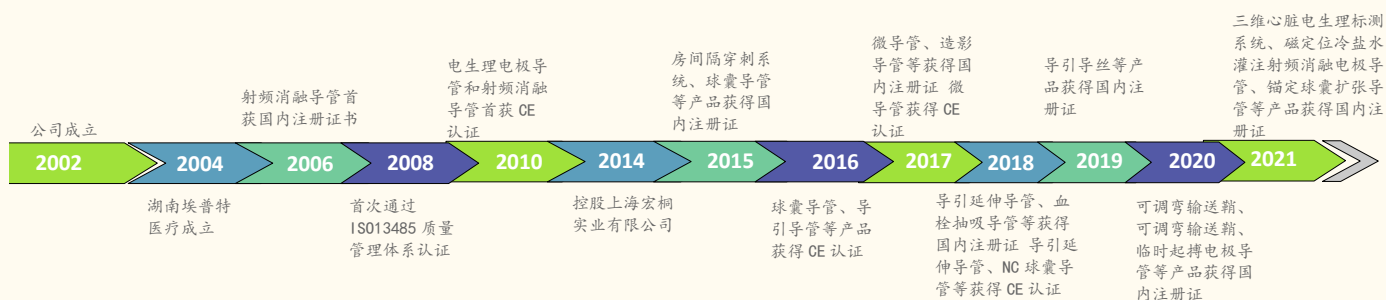 公司成立
2002
2004
湖南埃普特
医疗成立
射频消融导管首
获国内注册证书
2006
2008
首次通过
ISO13485 质量
管理体系认证
电生理电极导
管和射频消融
导管首获 CE
认证
2010
2014
控股上海宏桐
实业有限公司
房间隔穿刺系
统、球囊导管
等产品获得国
内注册证
2015
2016
球囊导管、导
引导管等产品
获得 CE 认证
微导管、造影
导管等获得国
内注册证 微
导管获得 CE
认证
2017
2018
导引延伸导管、血
栓抽吸导管等获得
国内注册证 导引延
伸导管、NC 球囊导
管等获得 CE 认证
导引导丝等产
品获得国内注
册证
2019
2020
可调弯输送鞘、
可调弯输送鞘、
临时起搏电极导
管等产品获得国
内注册证
三维心脏电生理标测
系统、磁定位冷盐水
灌注射频消融电极导
管、锚定球囊扩张导
管等产品获得国内注
册证
2021